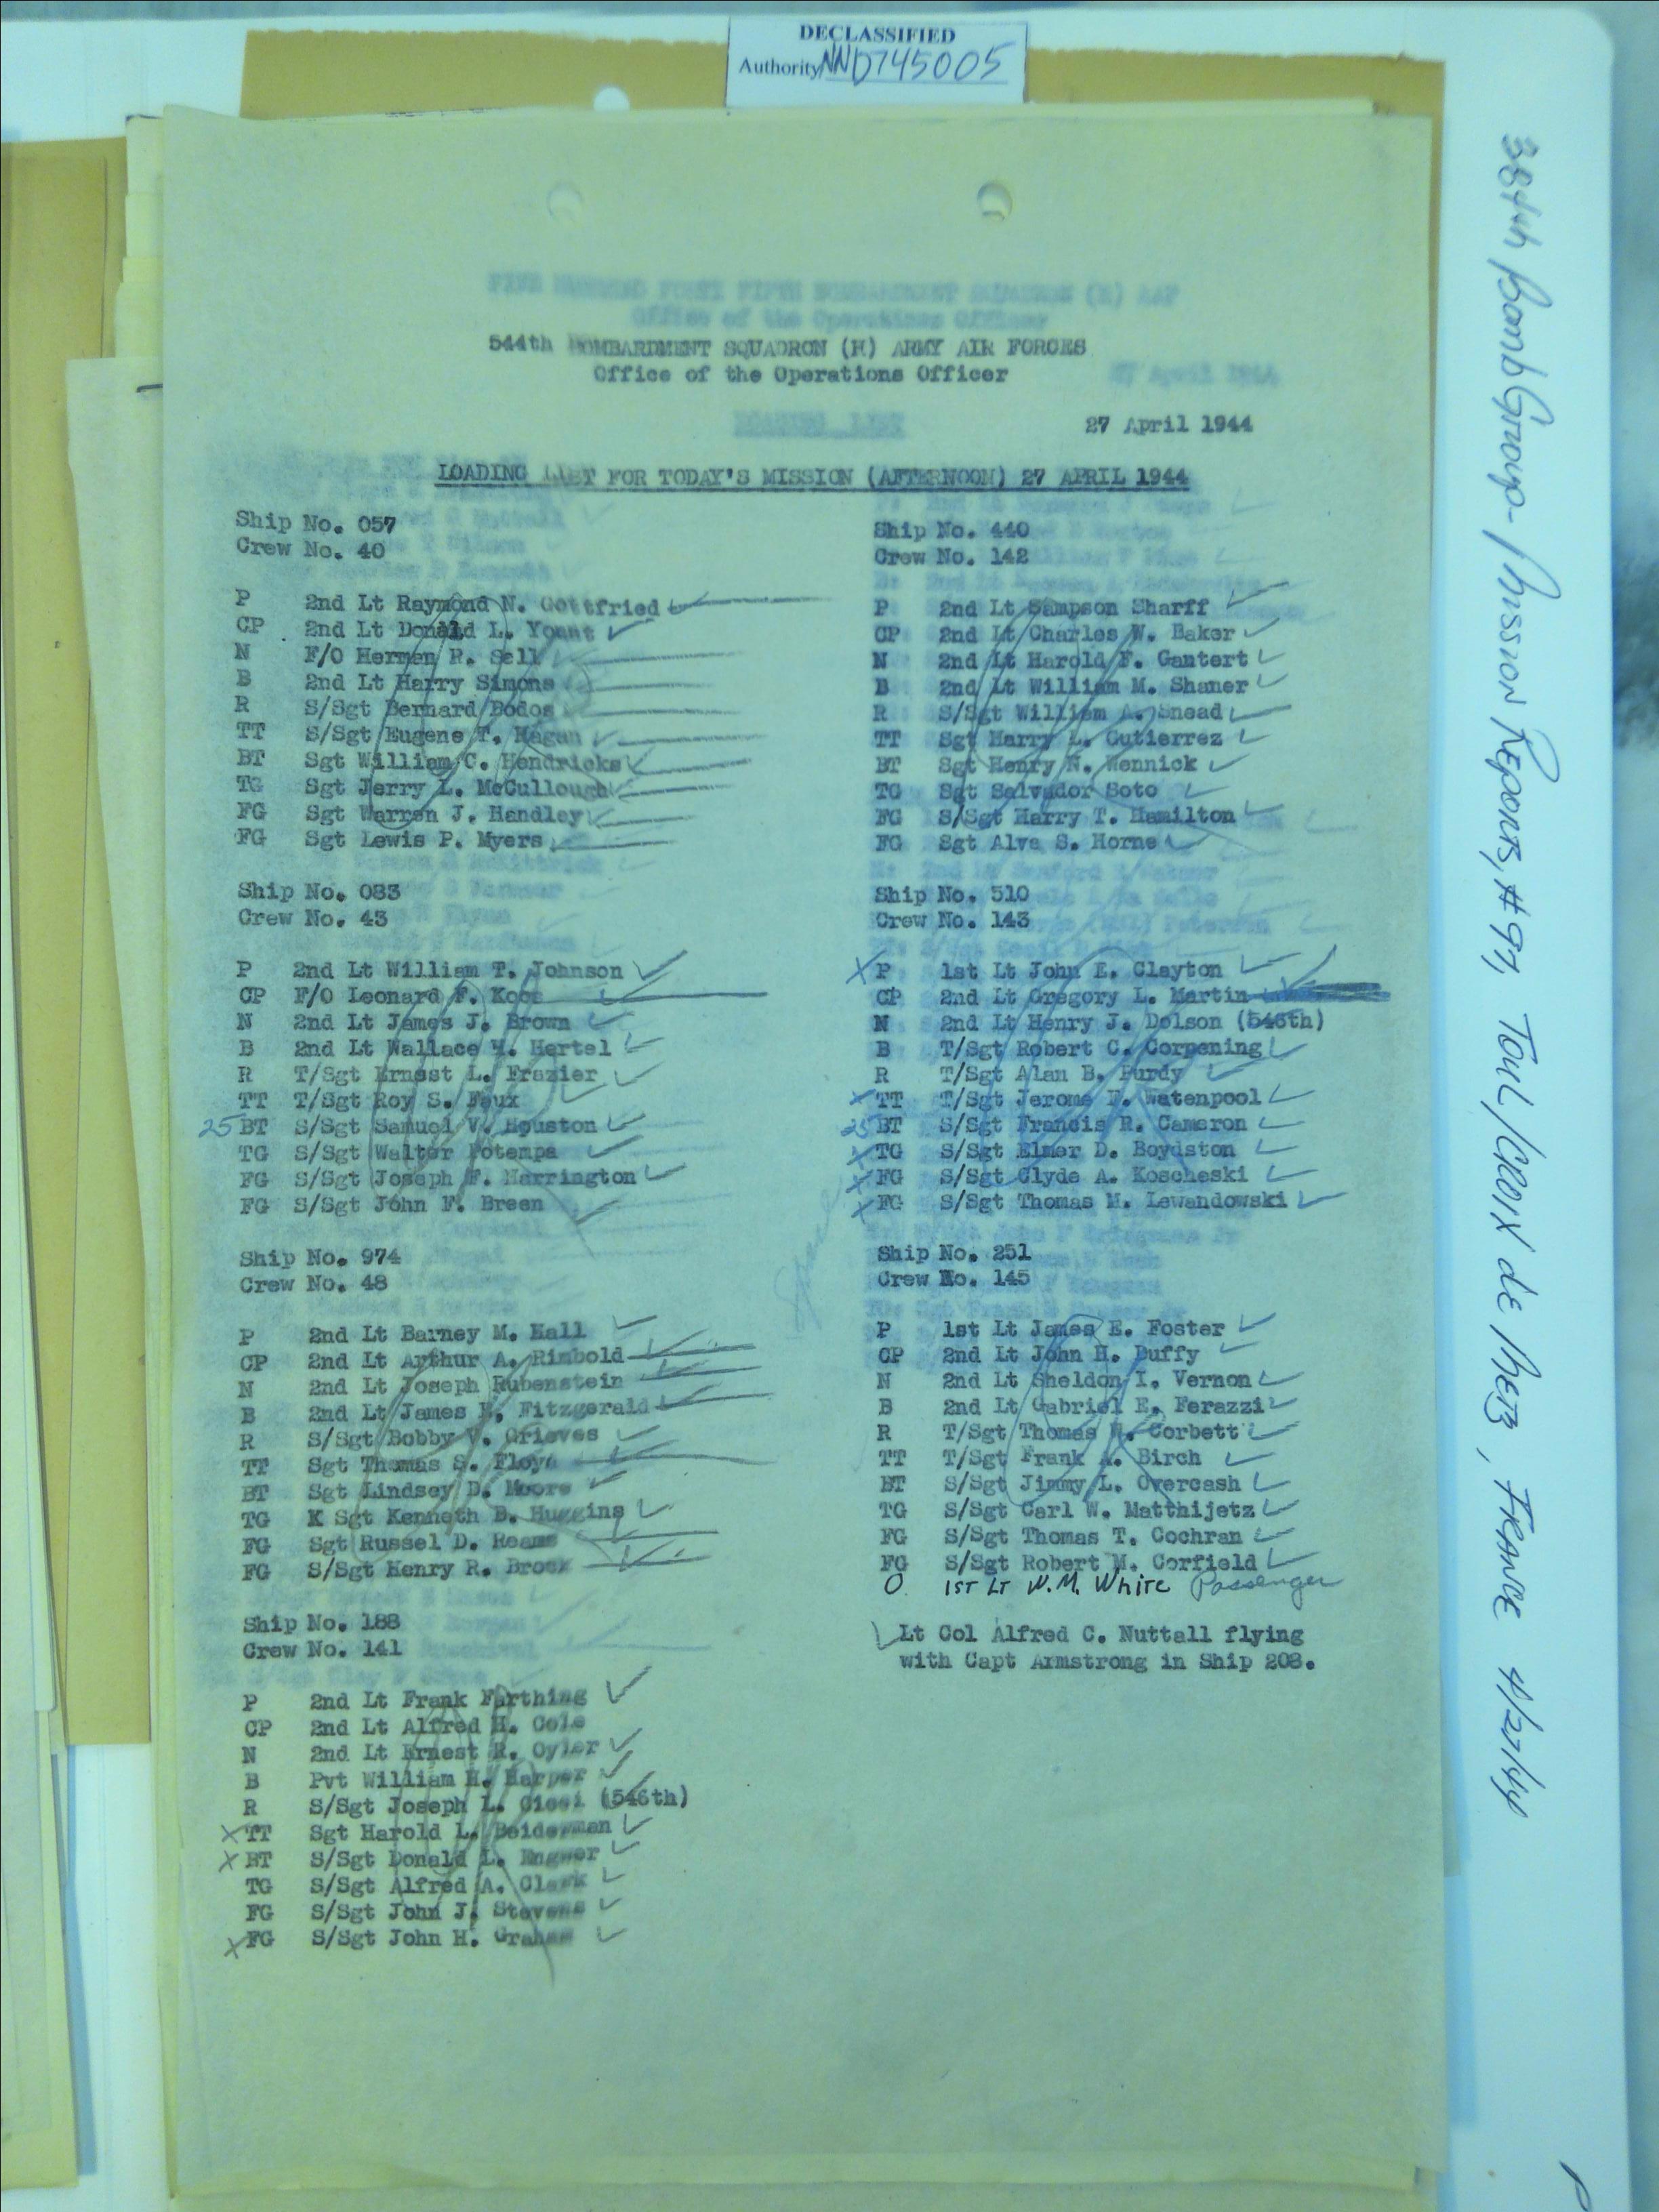 DECLASSIFIED
Authority NND745005
544th BOMBARDMENT SQUADRON (H) ARMY AIR FORCES
Office of the Operations Officer
27 April 1944
LOADING LIST FOR TODAY'S MISSION (AFTERNOON) 27 APRIL 1944
Ship No. 057
Crew No. 40
P 2nd Lt Raymond N. Gottfried
CP 2nd Lt Donald L. Yount
N F/O Herman R. Sell
B 2nd Lt Harry Simons
R S/Sgt Bernard Bodos
TT S/Sgt Eugene T. Hagan
BT Sgt William C. Hendricks
TG Sgt Jerry L. McCullough
FG Sgt Warren J. Handley
FG Sgt Lewis P. Myers
Ship No. 083
Crew No. 43
P 2nd Lt William T. Johnson
CP F/O Leonard F. Koos
N 2nd Lt James J. Brown
B 2nd Lt Wallace H. Hertel
R T/Sgt Ernest L. Frazier
TT T/Sgt Roy S. Faux
25 BT S/Sgt Samuel V. Houston
TG S/Sgt Walter Potempa
FG S/Sgt Joseph F. Harrington
FG S/Sgt John F. Breen
Ship No. 974
Crew No. 48
P 2nd Lt Barney M. Hall
CP 2nd Lt Arthur A. Rimbold
N 2nd Lt Joseph Rubenstein
B 2nd Lt James Fitzgerald
R S/Sgt Bobby V. Grieves
TT Sgt Thomas S. Floyd
BT Sgt Lindsey D. Moore
TG X Sgt Kenneth B. Huggins
FG Sgt Russel D. Reams
FG S/Sgt Henry R. Brock
Ship No. 188
Crew No. 141
P 2nd Lt Frank Farthing
CP 2nd Lt Alfred H. Cole
N 2nd Lt Ernest R. Oyler
B Pvt William H. Harper
R S/Sgt Joseph L. Cicci (546th)
X TT Sgt Harold L. Beiderman
X BT S/Sgt Donald L. Engwer
TG S/Sgt Alfred A. Clark
FG S/Sgt John J. Stevens
X FG S/Sgt John H. Graham
Ship No. 440
Crew No. 142
P 2nd Lt Sampson Sharff
CP 2nd Lt Charles W. Baker
N 2nd Lt Harold F. Gantert
B 2nd Lt William M. Shaner
R S/Sgt William A. Snead
TT Sgt Harry L. Gutierrez
BT Sgt Henry N. Wennick
TG Sgt Salvador Soto
FG S/Sgt Harry T. Hamilton
FG Sgt Alva S. Horne
Ship No. 510
Crew No. 143
X P 1st Lt John E. Clayton
CP 2nd Lt Gregory L. Martin
N 2nd Lt Henry J. Dolson (546th)
B T/Sgt Robert C. Corpening
R T/Sgt Alan B. Purdy
X TT T/Sgt Jerome F. Watenpool
25 BT S/Sgt Francis R. Cameron
X TG S/Sgt Elmer D. Boydston
X FG S/Sgt Clyde A. Koscheski
X FG S/Sgt Thomas M. Lewandowski
Ship No. 251
Crew No. 145
P 1st Lt James E. Foster
CP 2nd Lt John H. Duffy
N 2nd Lt Sheldon I. Vernon
B 2nd Lt Gabriel E. Ferazzi
R T/Sgt Thomas Corbett
TT T/Sgt Frank A. Birch
BT S/Sgt Jimmy L. Overcash
TG S/Sgt Carl W. Matthijetz
FG S/Sgt Thomas T. Cochran
FG S/Sgt Robert M. Corfield
O 1ST LT W.M. White Passenger
Lt Col Alfred C. Nuttall flying
with Capt Armstrong in Ship 208.
384th Bomb Group - Mission Reports, #97, Toul/Croix de Metz, FRANCE 4/27/44